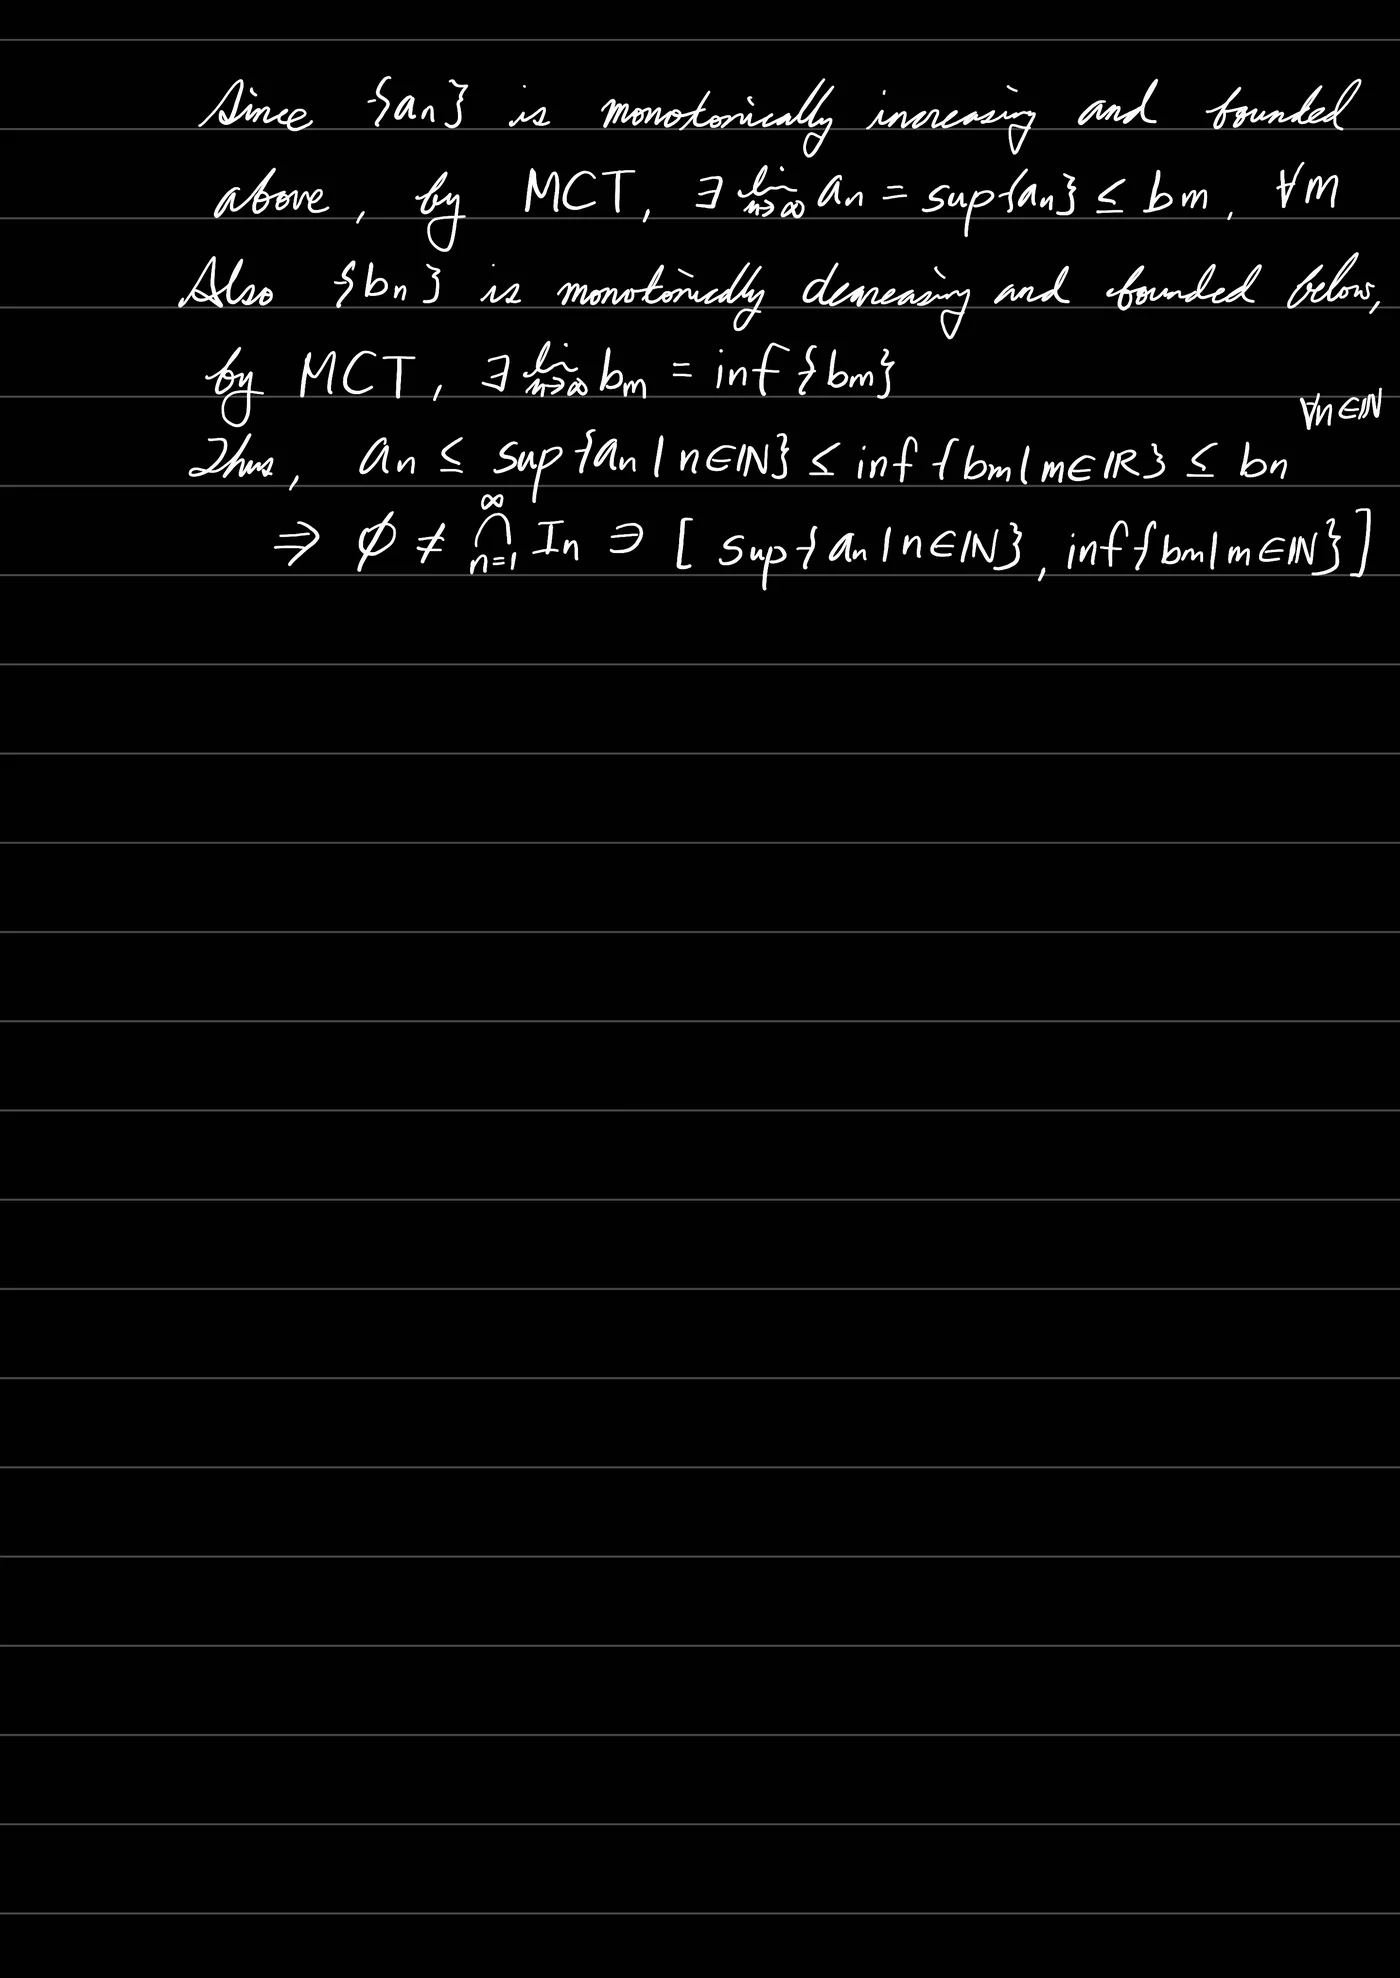 Since {an} is monotonically increasing and bounded
above, by MCT, ∃ lim n→∞ an = sup{an} ≤ bm, ∀m
Also {bn} is monotonically decreasing and bounded below,
by MCT, ∃ lim n→∞ bm = inf{bm}
∀n∈ℕ
Thus, an ≤ sup{an | n∈ℕ} ≤ inf{bm | m∈ℝ} ≤ bn
⇒ ∅ ≠ ∞⋂n=1 In ∋ [sup{an | n∈ℕ}, inf{bm | m∈ℕ}]